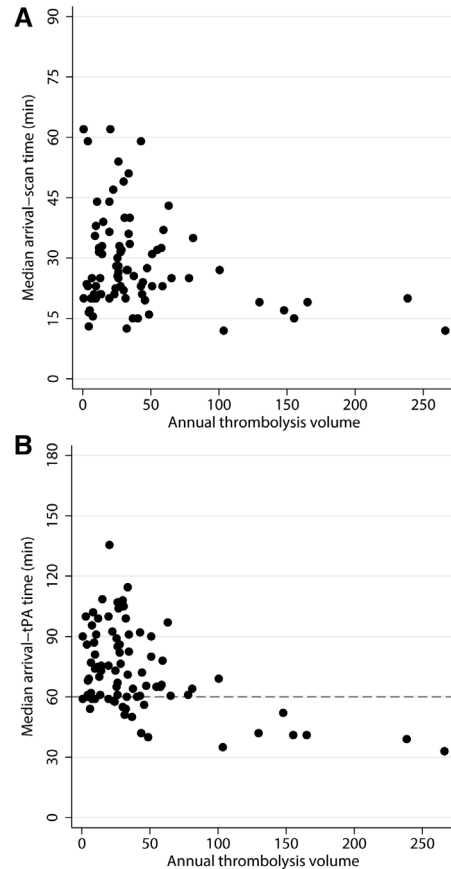 A
90
75
60
45
30
15
0
Median arrival−scan time (min)
0 50 100 150 200 250
Annual thrombolysis volume
B
180
150
120
90
60
30
0
Median arrival−tPA time (min)
0 50 100 150 200 250
Annual thrombolysis volume